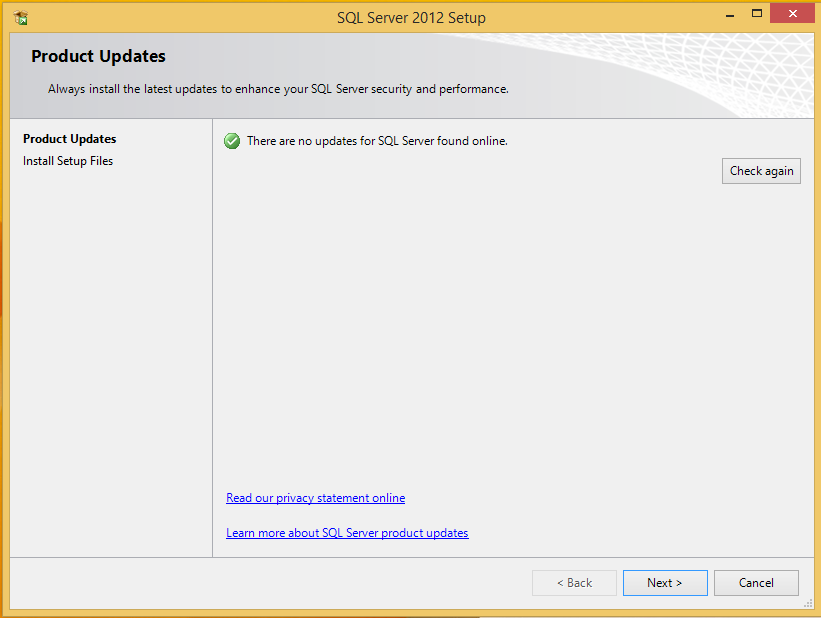 SQL Server 2012 Setup
Product Updates
Always install the latest updates to enhance your SQL Server security and performance.
Product Updates
Install Setup Files
There are no updates for SQL Server found online.
Check again
Read our privacy statement online
Learn more about SQL Server product updates
< Back
Next >
Cancel